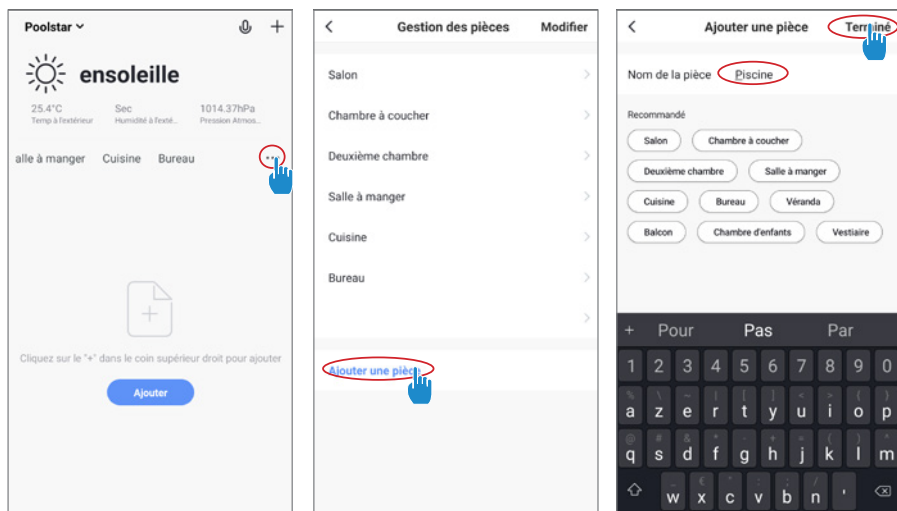 Poolstar
+
ensoleille
25.4°C Sec 1014.37hPa
Temp à l'extérieur Humidité à l'exté... Pression Atmos...
alle à manger Cuisine Bureau ...
Cliquez sur le "+" dans le coin supérieur droit pour ajouter
Ajouter
< Gestion des pièces Modifier
Salon >
Chambre à coucher >
Deuxième chambre >
Salle à manger >
Cuisine >
Bureau >
>
Ajouter une pièce
< Ajouter une pièce Terminé
Nom de la pièce Piscine
Recommandé
Salon Chambre à coucher
Deuxième chambre Salle à manger
Cuisine Bureau Véranda
Balcon Chambre d'enfants Vestiaire
+ Pour Pas Par
1 2 3 4 5 6 7 8 9 0
a z e r t y u i o p
q s d f g h j k l m
w x c v b n '